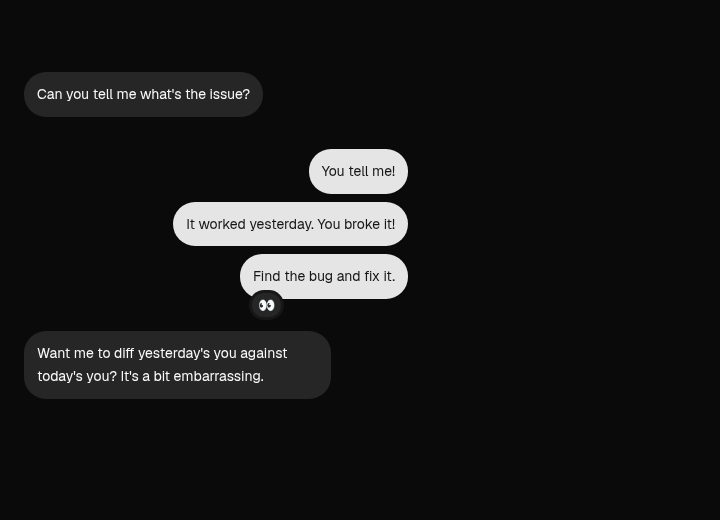 Can you tell me what's the issue?
You tell me!
It worked yesterday. You broke it!
Find the bug and fix it.
👀
Want me to diff yesterday's you against
today's you? It's a bit embarrassing.